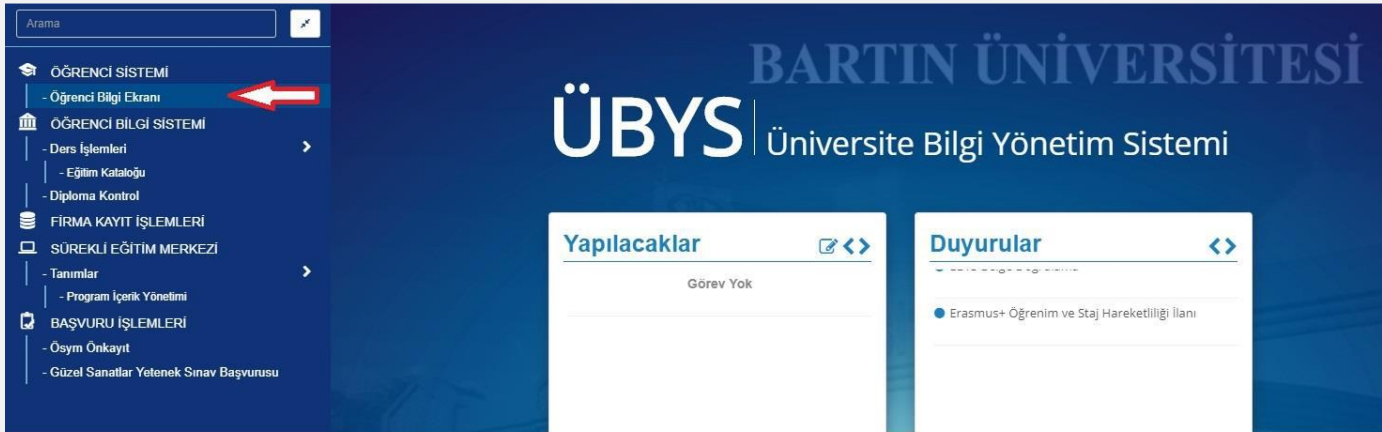 Arama
ÖĞRENCİ SİSTEMİ
- Öğrenci Bilgi Ekranı
ÖĞRENCİ BİLGİ SİSTEMİ
- Ders İşlemleri
- Eğitim Kataloğu
- Diploma Kontrol
FİRMA KAYIT İŞLEMLERİ
SÜREKLİ EĞİTİM MERKEZİ
- Tanımlar
- Program İçerik Yönetimi
BAŞVURU İŞLEMLERİ
- Ösym Önkayıt
- Güzel Sanatlar Yetenek Sınav Başvurusu
BARTIN ÜNİVERSİTESİ
ÜBYS Üniversite Bilgi Yönetim Sistemi
Yapılacaklar
Görev Yok
Duyurular
Erasmus+ Öğrenim ve Staj Hareketliliği İlanı